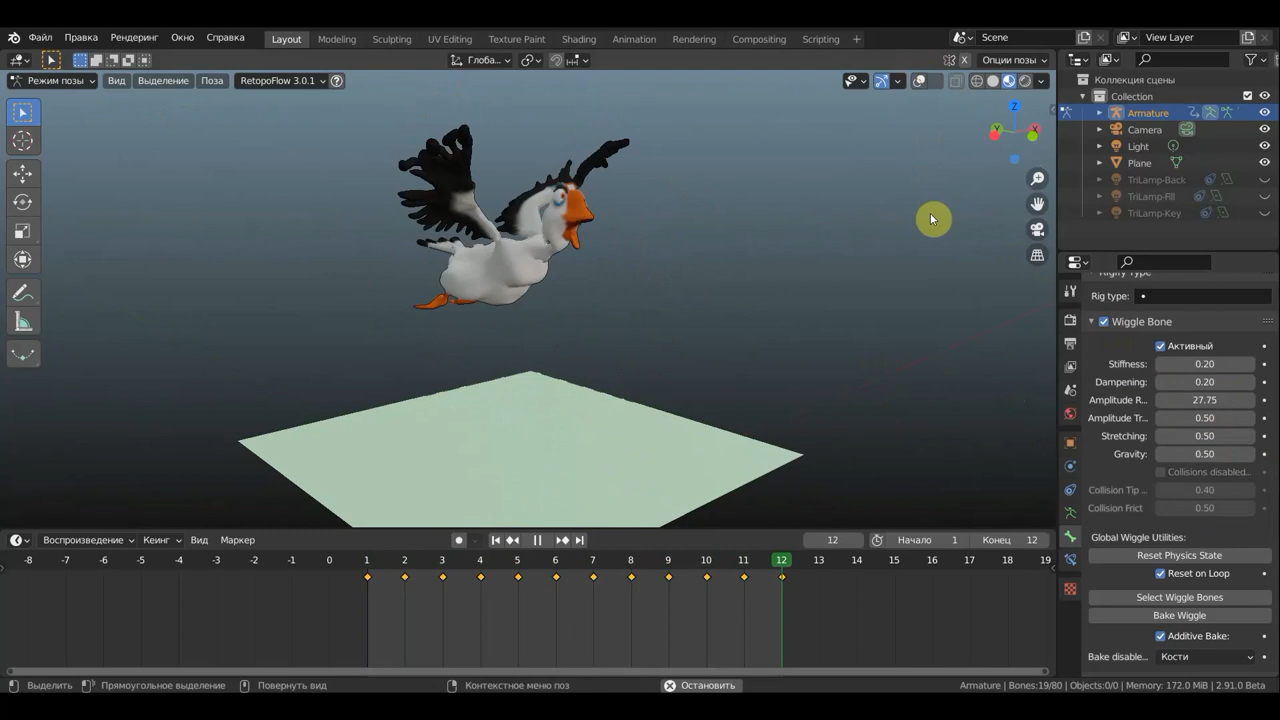 Файл Правка Рендеринг Окно Справка Layout Modeling Sculpting UV Editing Texture Paint Shading Animation Rendering Compositing Scripting + Scene View Layer
Глоба... Опции позы
Режим позы Вид Выделение Поза RetopoFlow 3.0.1
Коллекция сцены
Collection
Armature
Camera
Light
Plane
TriLamp-Back
TriLamp-Fill
TriLamp-Key
Z
Rig type:
Wiggle Bone
Активный
Stiffness: 0.20
Dampening: 0.20
Amplitude R... 27.75
Amplitude Tr... 0.50
Stretching: 0.50
Gravity: 0.50
Collisions disabled...
Collision Tip ... 0.40
Collision Frict 0.50
Global Wiggle Utilities:
Reset Physics State
Reset on Loop
Select Wiggle Bones
Bake Wiggle
Additive Bake:
Bake disable... Кости
Воспроизведение Кеинг Вид Маркер 12 Начало 1 Конец 12
-8 -7 -6 -5 -4 -3 -2 -1 0 1 2 3 4 5 6 7 8 9 10 11 12 13 14 15 16 17 18 19
Выделить Прямоугольное выделение Повернуть вид Контекстное меню поз Остановить Armature | Bones:19/80 | Objects:0/0 | Memory: 172.0 MiB | 2.91.0 Beta